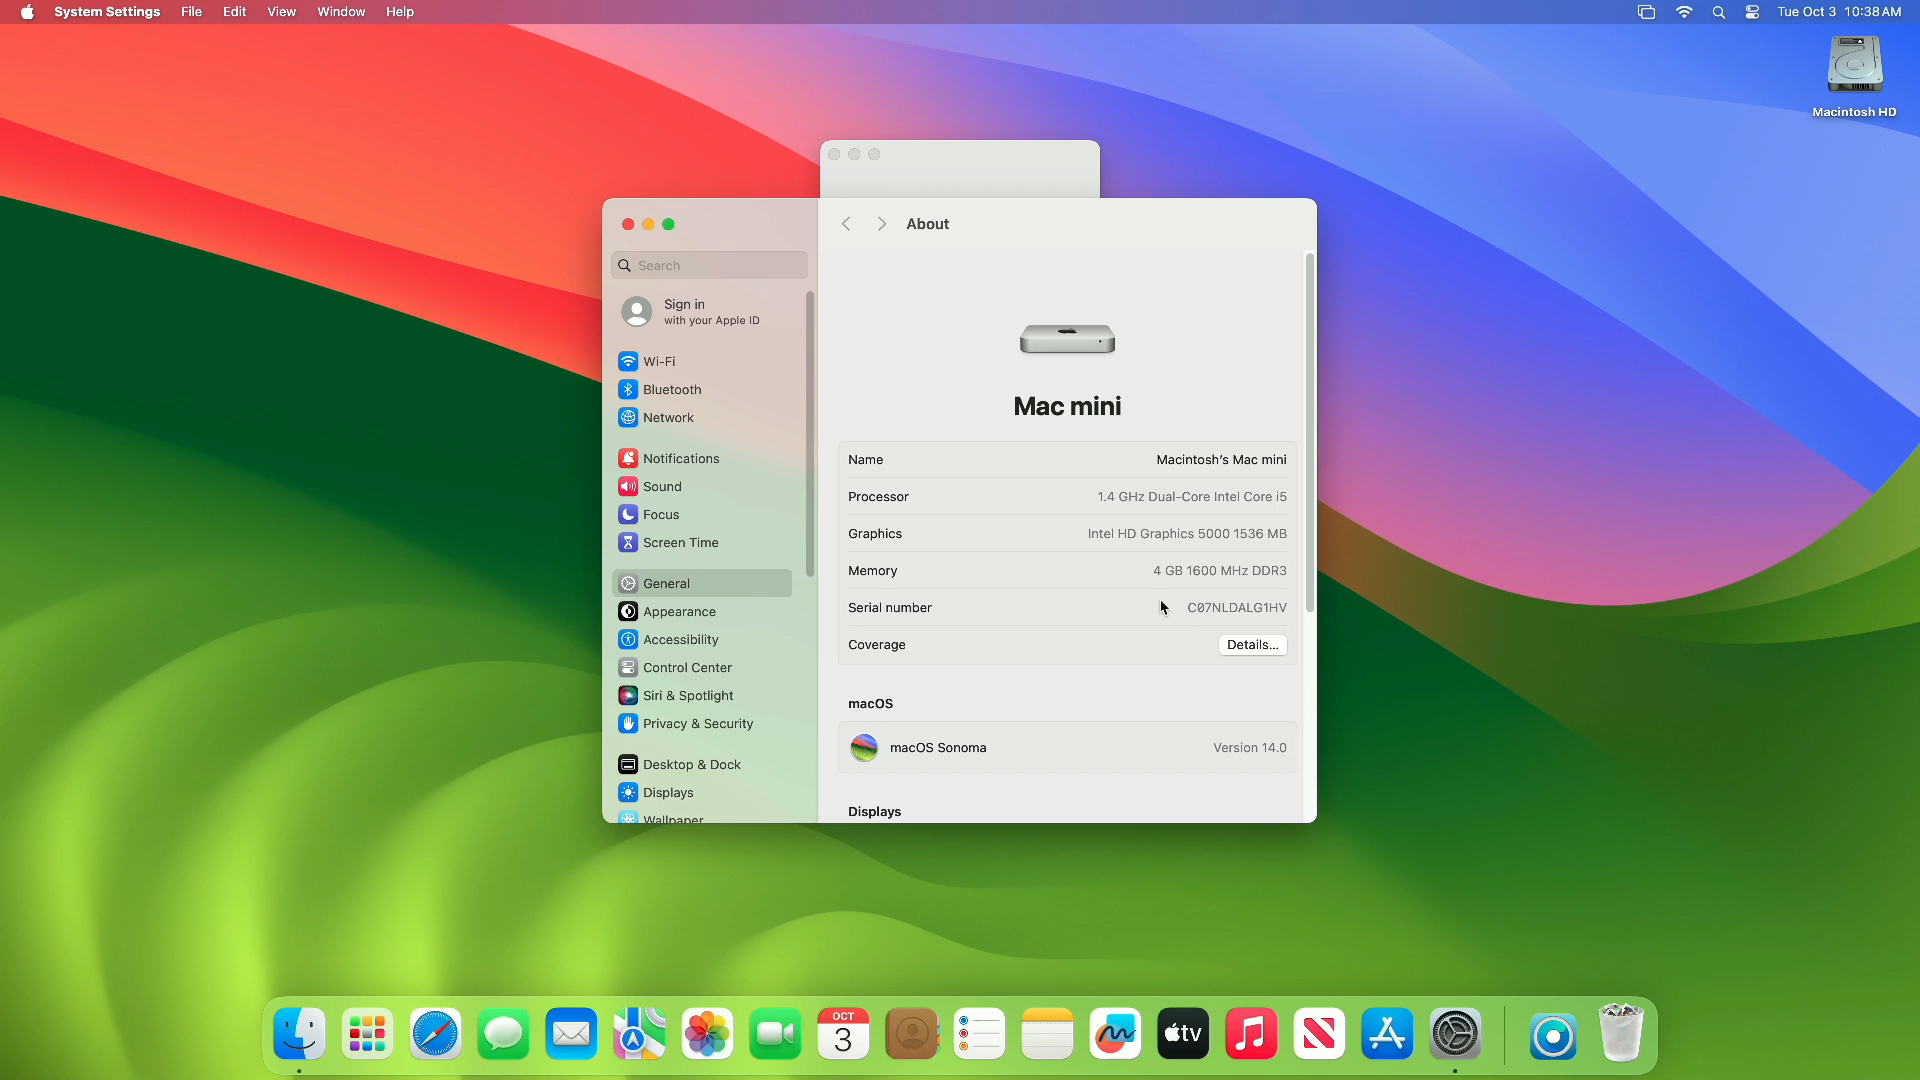 System Settings File Edit View Window Help Tue Oct 3 10:38 AM
Macintosh HD
About
Search
Sign in
with your Apple ID
Wi-Fi
Bluetooth
Network
Notifications
Sound
Focus
Screen Time
General
Appearance
Accessibility
Control Center
Siri & Spotlight
Privacy & Security
Desktop & Dock
Displays
Wallpaper
Mac mini
Name Macintosh's Mac mini
Processor 1.4 GHz Dual-Core Intel Core i5
Graphics Intel HD Graphics 5000 1536 MB
Memory 4 GB 1600 MHz DDR3
Serial number C07NLDALG1HV
Coverage Details...
macOS
macOS Sonoma Version 14.0
Displays
OCT
3
tv